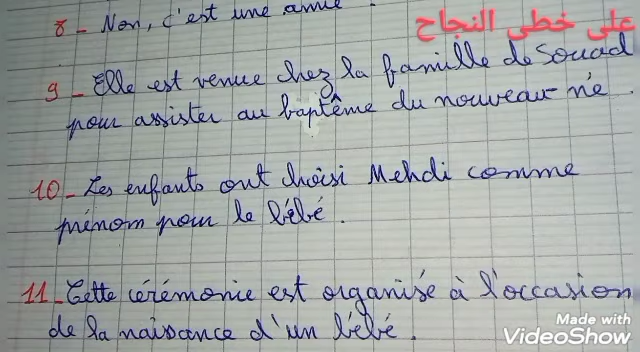 8 - Non, c'est une amie.
على خطى النجاح
9 - Elle est venue chez la famille de Souad
pour assister au baptême du nouveau né.
10 - Les enfants ont choisi Mehdi comme
prénom pour le bébé.
11 - Cette cérémonie est organisé à l'occasion
de la naissance d'un bébé.
Made with
VideoShow